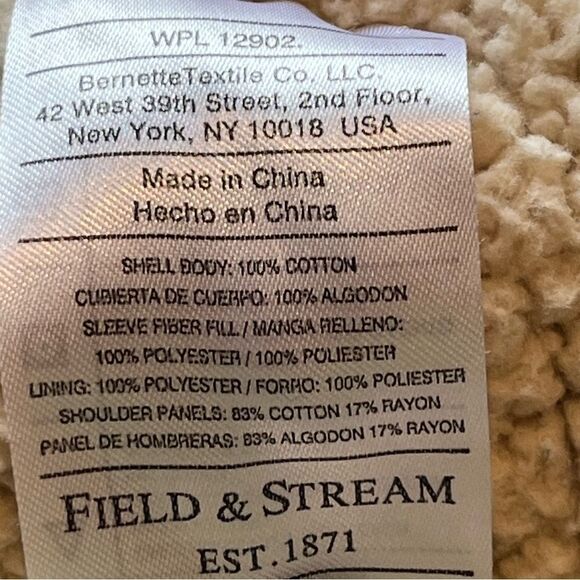 WPL 12902.
Bernette Textile Co. LLC.
42 West 39th Street, 2nd Floor,
New York, NY 10018 USA
Made in China
Hecho en China
SHELL BODY: 100% COTTON
CUBIERTA DE CUERPO: 100% ALGODON
SLEEVE FIBER FILL / MANGA RELLENO:
100% POLYESTER / 100% POLIESTER
LINING: 100% POLYESTER / FORRO: 100% POLIESTER
SHOULDER PANELS: 83% COTTON 17% RAYON
PANEL DE HOMBRERAS: 83% ALGODON 17% RAYON
FIELD & STREAM
EST. 1871